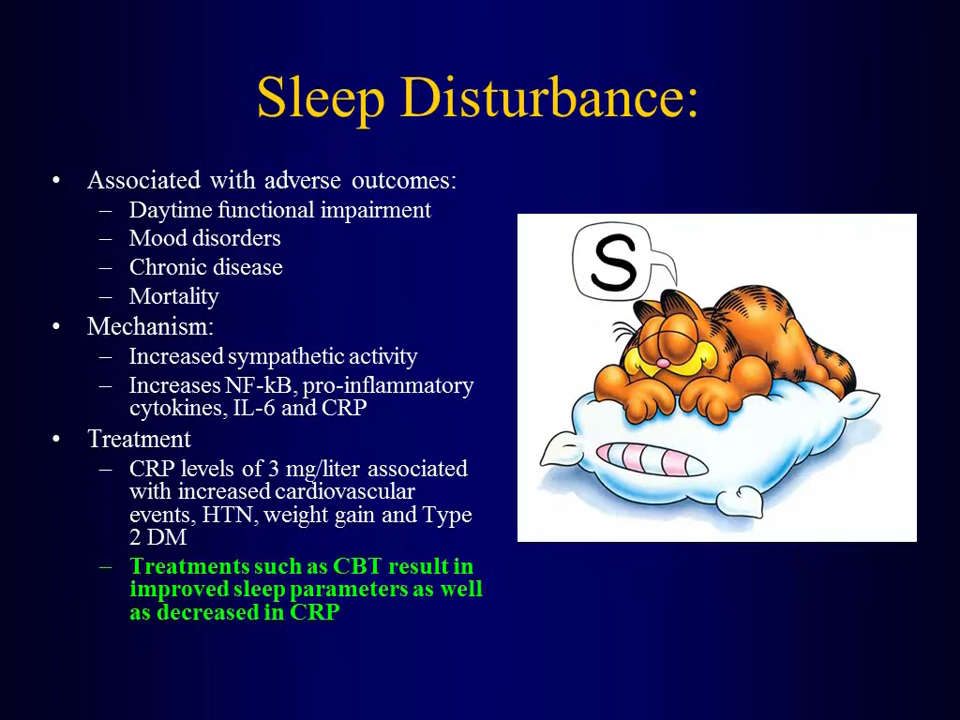 Sleep Disturbance:
• Associated with adverse outcomes:
– Daytime functional impairment
– Mood disorders
– Chronic disease
– Mortality
• Mechanism:
– Increased sympathetic activity
– Increases NF-kB, pro-inflammatory
cytokines, IL-6 and CRP
• Treatment
– CRP levels of 3 mg/liter associated
with increased cardiovascular
events, HTN, weight gain and Type
2 DM
– Treatments such as CBT result in
improved sleep parameters as well
as decreased in CRP
S